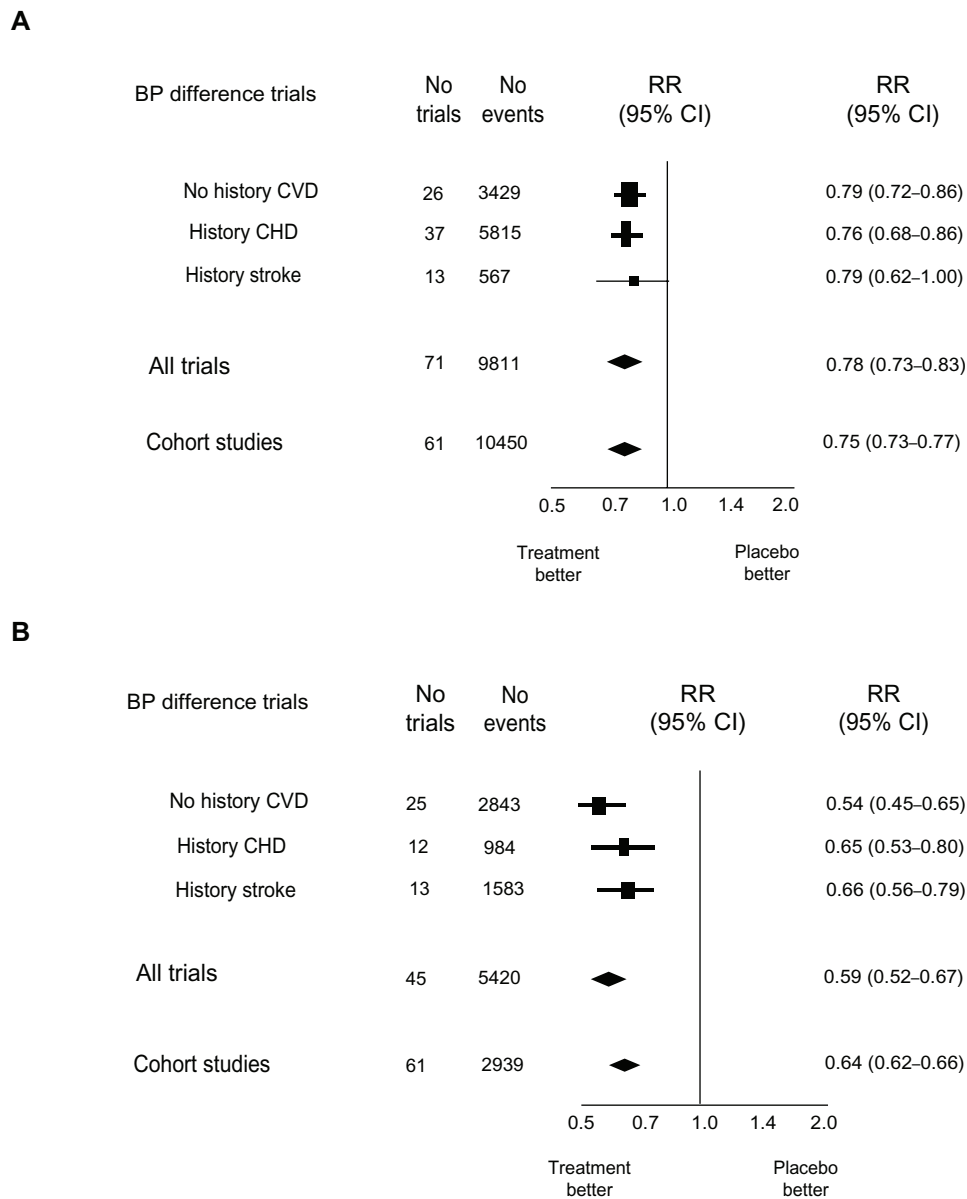 A
BP difference trials No No RR RR
trials events (95% CI) (95% CI)
No history CVD 26 3429 0.79 (0.72–0.86)
History CHD 37 5815 0.76 (0.68–0.86)
History stroke 13 567 0.79 (0.62–1.00)
All trials 71 9811 0.78 (0.73–0.83)
Cohort studies 61 10450 0.75 (0.73–0.77)
0.5 0.7 1.0 1.4 2.0
Treatment Placebo
better better
B
BP difference trials No No RR RR
trials events (95% CI) (95% CI)
No history CVD 25 2843 0.54 (0.45–0.65)
History CHD 12 984 0.65 (0.53–0.80)
History stroke 13 1583 0.66 (0.56–0.79)
All trials 45 5420 0.59 (0.52–0.67)
Cohort studies 61 2939 0.64 (0.62–0.66)
0.5 0.7 1.0 1.4 2.0
Treatment Placebo
better better